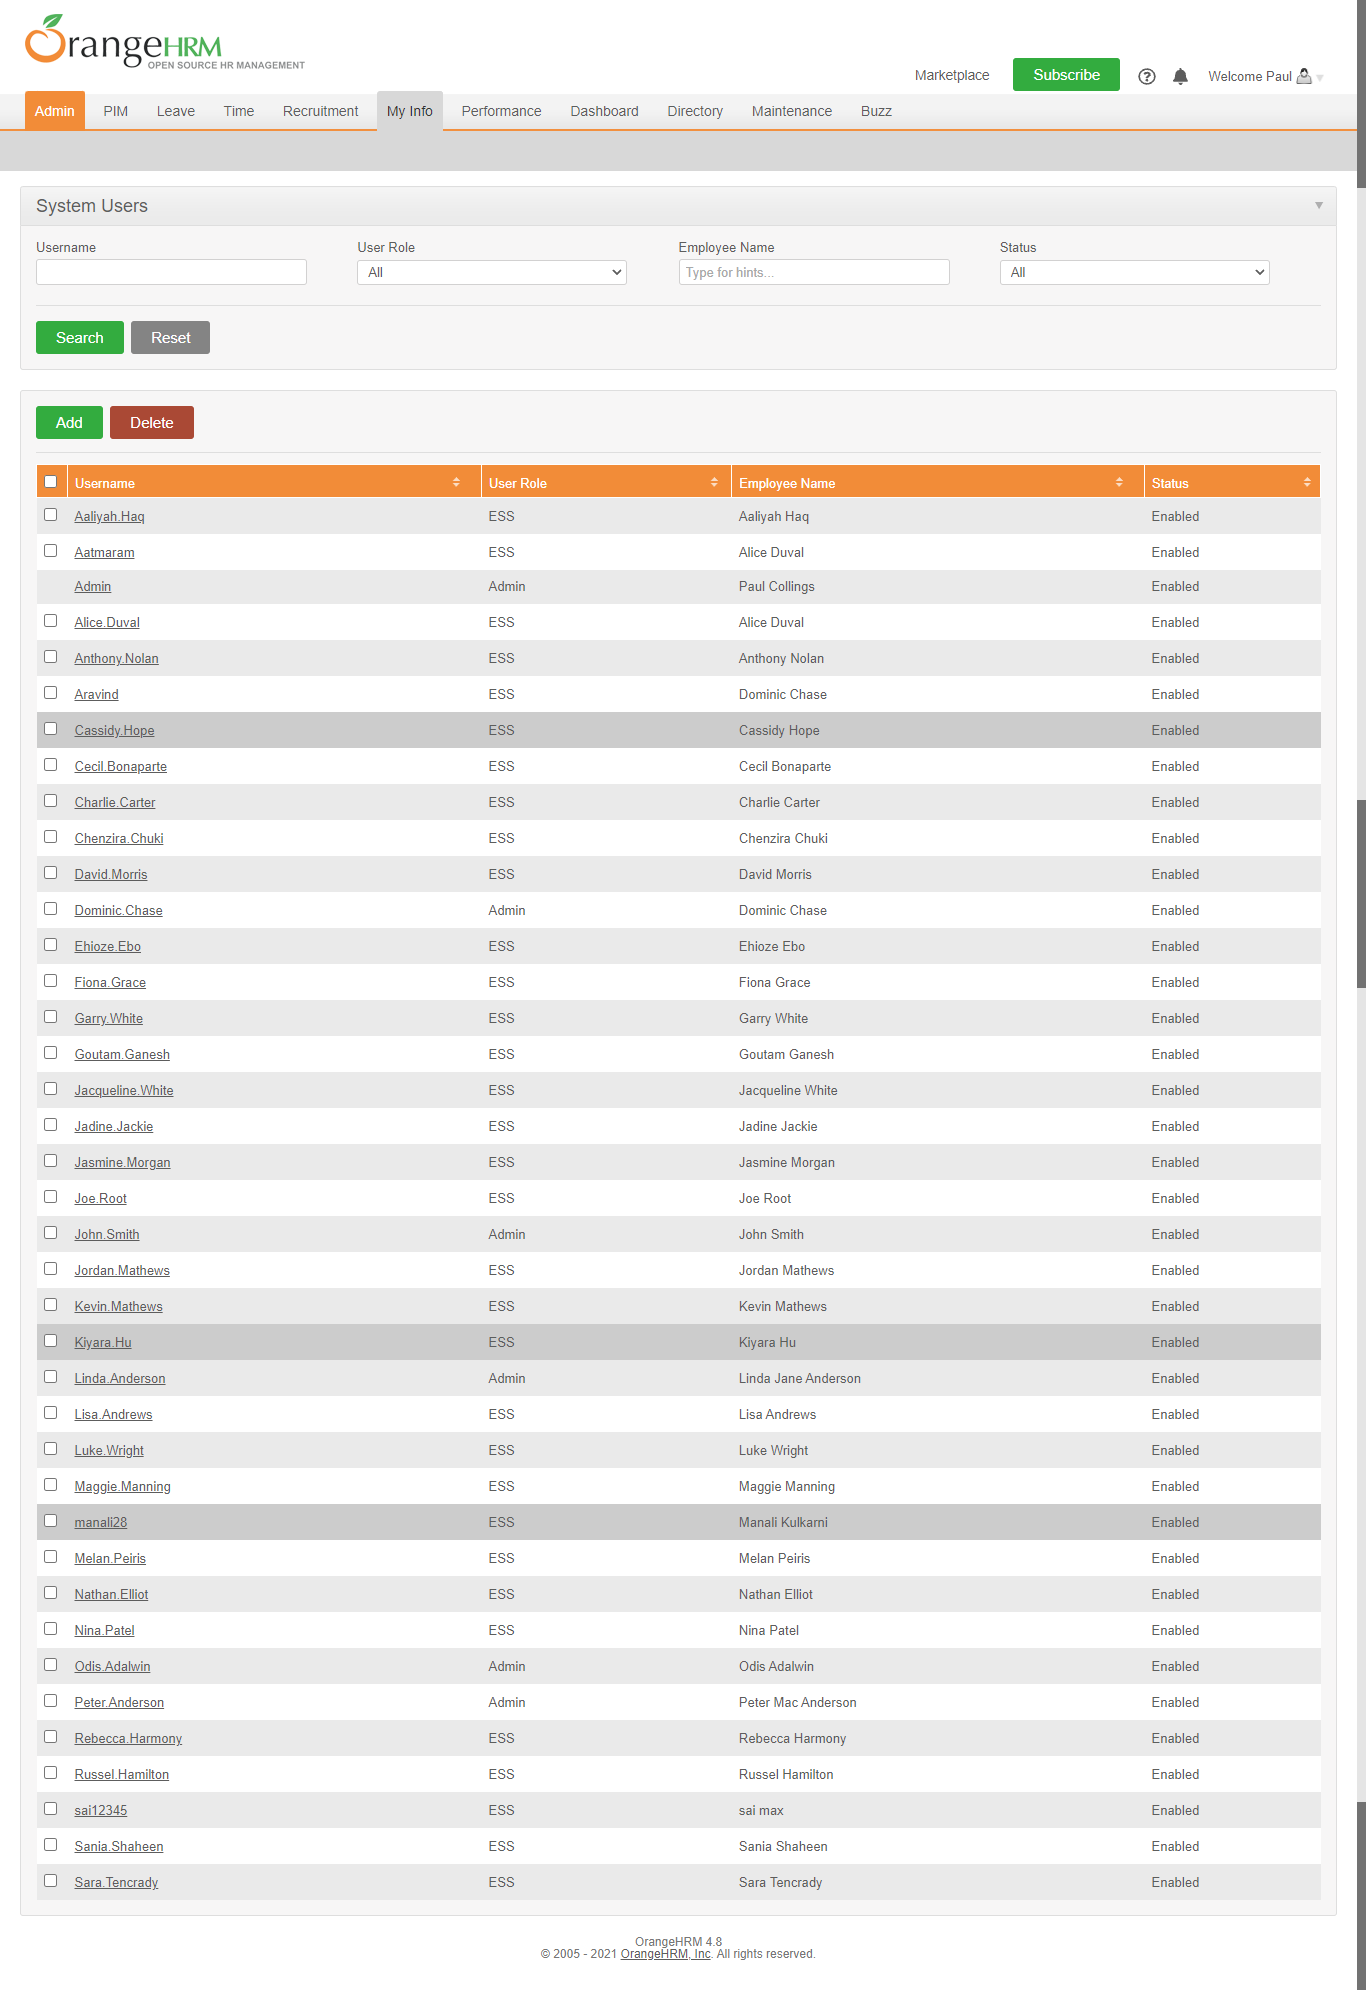 OrangeHRM
OPEN SOURCE HR MANAGEMENT
Marketplace Subscribe Welcome Paul
Admin PIM Leave Time Recruitment My Info Performance Dashboard Directory Maintenance Buzz
System Users
Username User Role Employee Name Status
All Type for hints... All
Search Reset
Add Delete
Username User Role Employee Name Status
Aaliyah.Haq ESS Aaliyah Haq Enabled
Aatmaram ESS Alice Duval Enabled
Admin Admin Paul Collings Enabled
Alice.Duval ESS Alice Duval Enabled
Anthony.Nolan ESS Anthony Nolan Enabled
Aravind ESS Dominic Chase Enabled
Cassidy.Hope ESS Cassidy Hope Enabled
Cecil.Bonaparte ESS Cecil Bonaparte Enabled
Charlie.Carter ESS Charlie Carter Enabled
Chenzira.Chuki ESS Chenzira Chuki Enabled
David.Morris ESS David Morris Enabled
Dominic.Chase Admin Dominic Chase Enabled
Ehioze.Ebo ESS Ehioze Ebo Enabled
Fiona.Grace ESS Fiona Grace Enabled
Garry.White ESS Garry White Enabled
Goutam.Ganesh ESS Goutam Ganesh Enabled
Jacqueline.White ESS Jacqueline White Enabled
Jadine.Jackie ESS Jadine Jackie Enabled
Jasmine.Morgan ESS Jasmine Morgan Enabled
Joe.Root ESS Joe Root Enabled
John.Smith Admin John Smith Enabled
Jordan.Mathews ESS Jordan Mathews Enabled
Kevin.Mathews ESS Kevin Mathews Enabled
Kiyara.Hu ESS Kiyara Hu Enabled
Linda.Anderson Admin Linda Jane Anderson Enabled
Lisa.Andrews ESS Lisa Andrews Enabled
Luke.Wright ESS Luke Wright Enabled
Maggie.Manning ESS Maggie Manning Enabled
manali28 ESS Manali Kulkarni Enabled
Melan.Peiris ESS Melan Peiris Enabled
Nathan.Elliot ESS Nathan Elliot Enabled
Nina.Patel ESS Nina Patel Enabled
Odis.Adalwin Admin Odis Adalwin Enabled
Peter.Anderson Admin Peter Mac Anderson Enabled
Rebecca.Harmony ESS Rebecca Harmony Enabled
Russel.Hamilton ESS Russel Hamilton Enabled
sai12345 ESS sai max Enabled
Sania.Shaheen ESS Sania Shaheen Enabled
Sara.Tencrady ESS Sara Tencrady Enabled
OrangeHRM 4.8
© 2005 - 2021 OrangeHRM, Inc. All rights reserved.